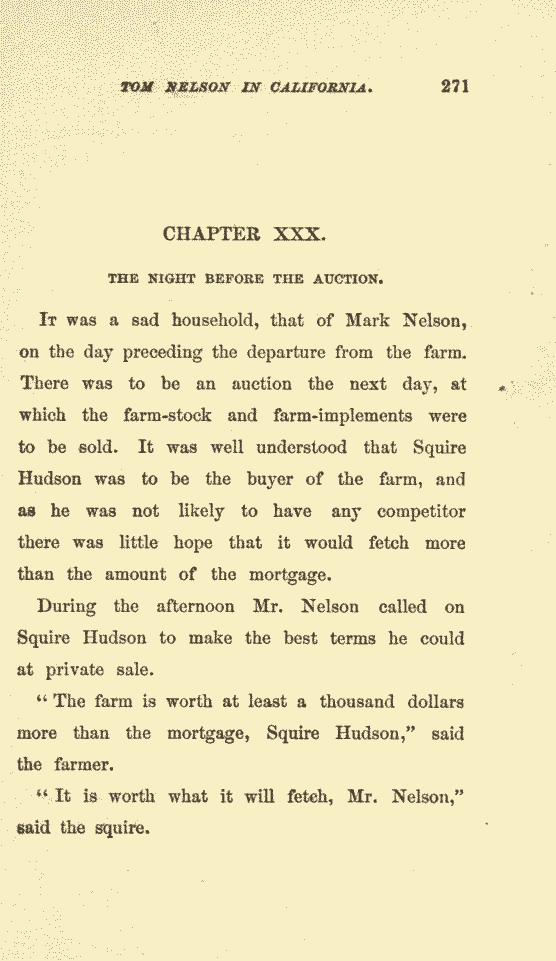 TOM NELSON IN CALIFORNIA. 271
CHAPTER XXX.
THE NIGHT BEFORE THE AUCTION.
IT was a sad household, that of Mark Nelson,
on the day preceding the departure from the farm.
There was to be an auction the next day, at
which the farm-stock and farm-implements were
to be sold. It was well understood that Squire
Hudson was to be the buyer of the farm, and
as he was not likely to have any competitor
there was little hope that it would fetch more
than the amount of the mortgage.
During the afternoon Mr. Nelson called on
Squire Hudson to make the best terms he could
at private sale.
“ The farm is worth at least a thousand dollars
more than the mortgage, Squire Hudson,” said
the farmer.
“ It is worth what it will fetch, Mr. Nelson,”
said the squire.